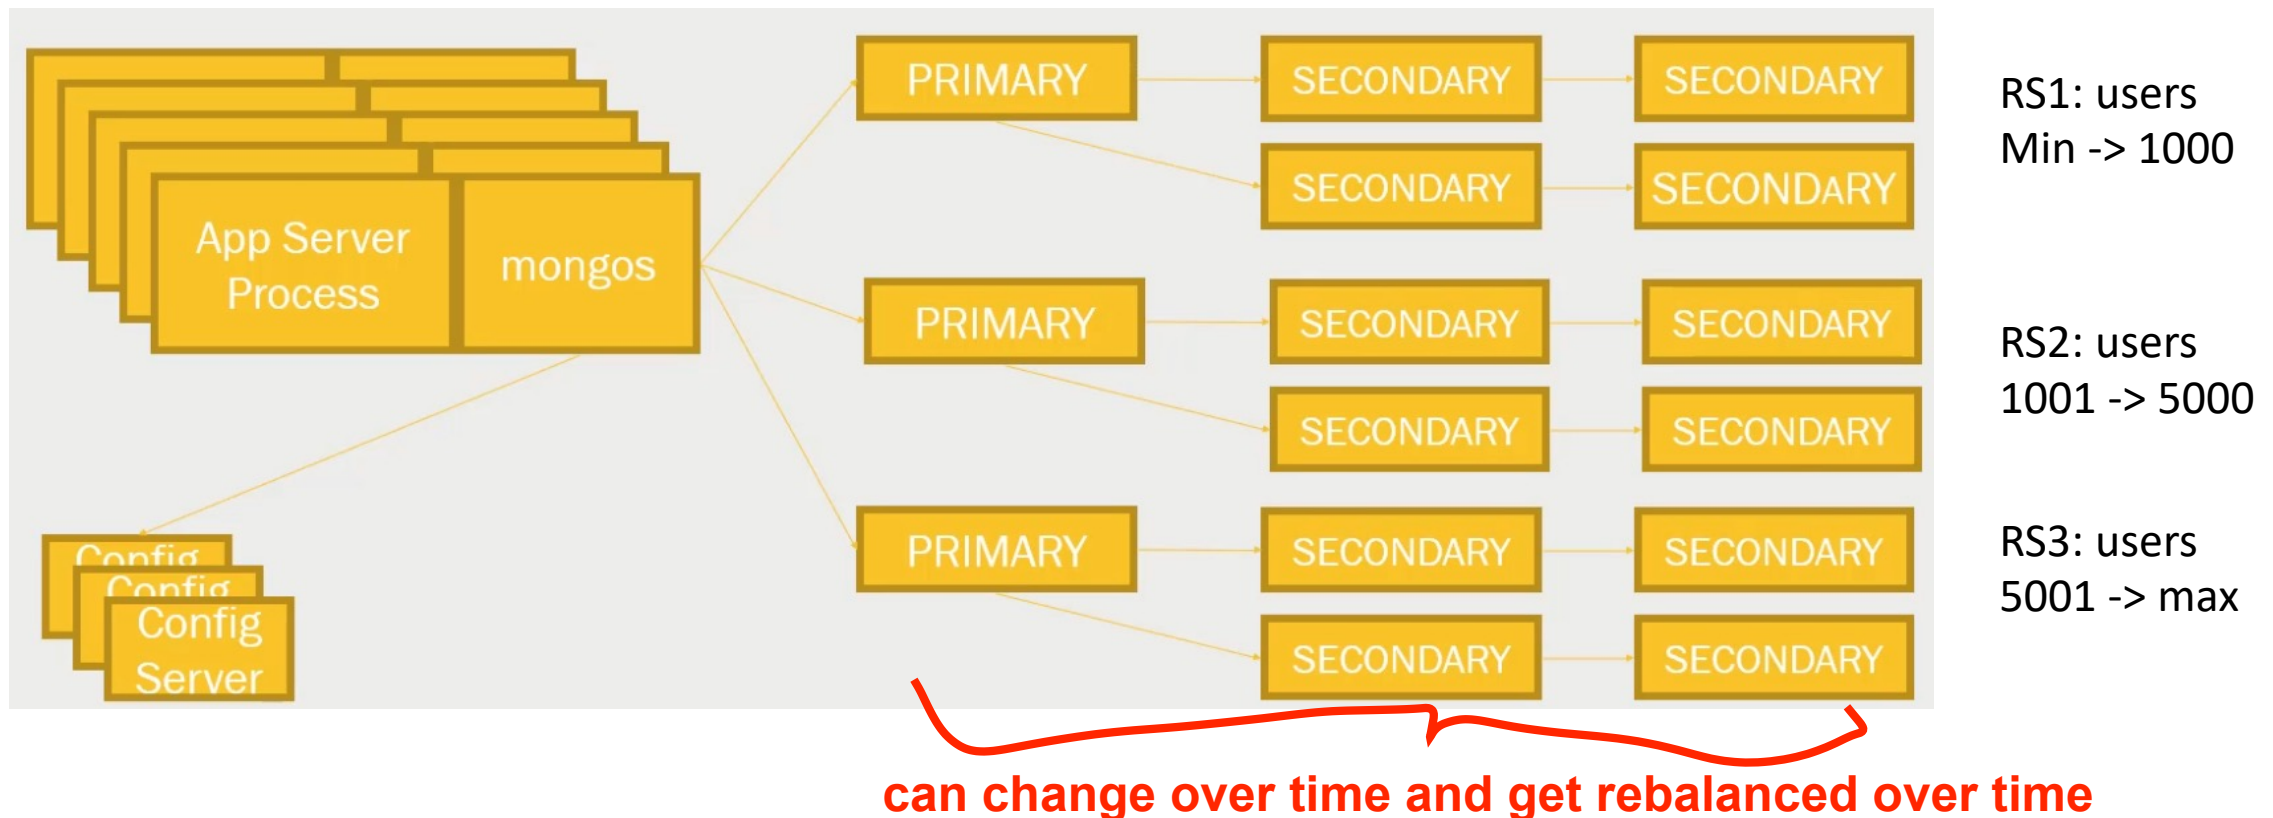 App Server
Process
mongos
Config
Config
Config
Server
PRIMARY
SECONDARY
SECONDARY
SECONDARY
SECONDARY
PRIMARY
SECONDARY
SECONDARY
SECONDARY
SECONDARY
PRIMARY
SECONDARY
SECONDARY
SECONDARY
SECONDARY
RS1: users
Min -> 1000
RS2: users
1001 -> 5000
RS3: users
5001 -> max
can change over time and get rebalanced over time